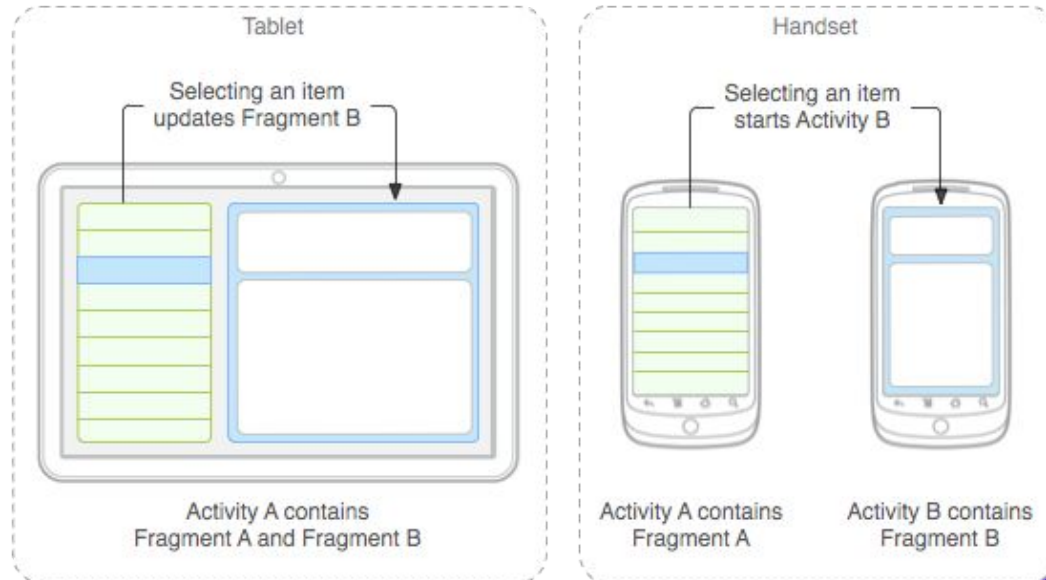 Tablet
Selecting an item
updates Fragment B
Activity A contains
Fragment A and Fragment B
Handset
Selecting an item
starts Activity B
Activity A contains
Fragment A
Activity B contains
Fragment B